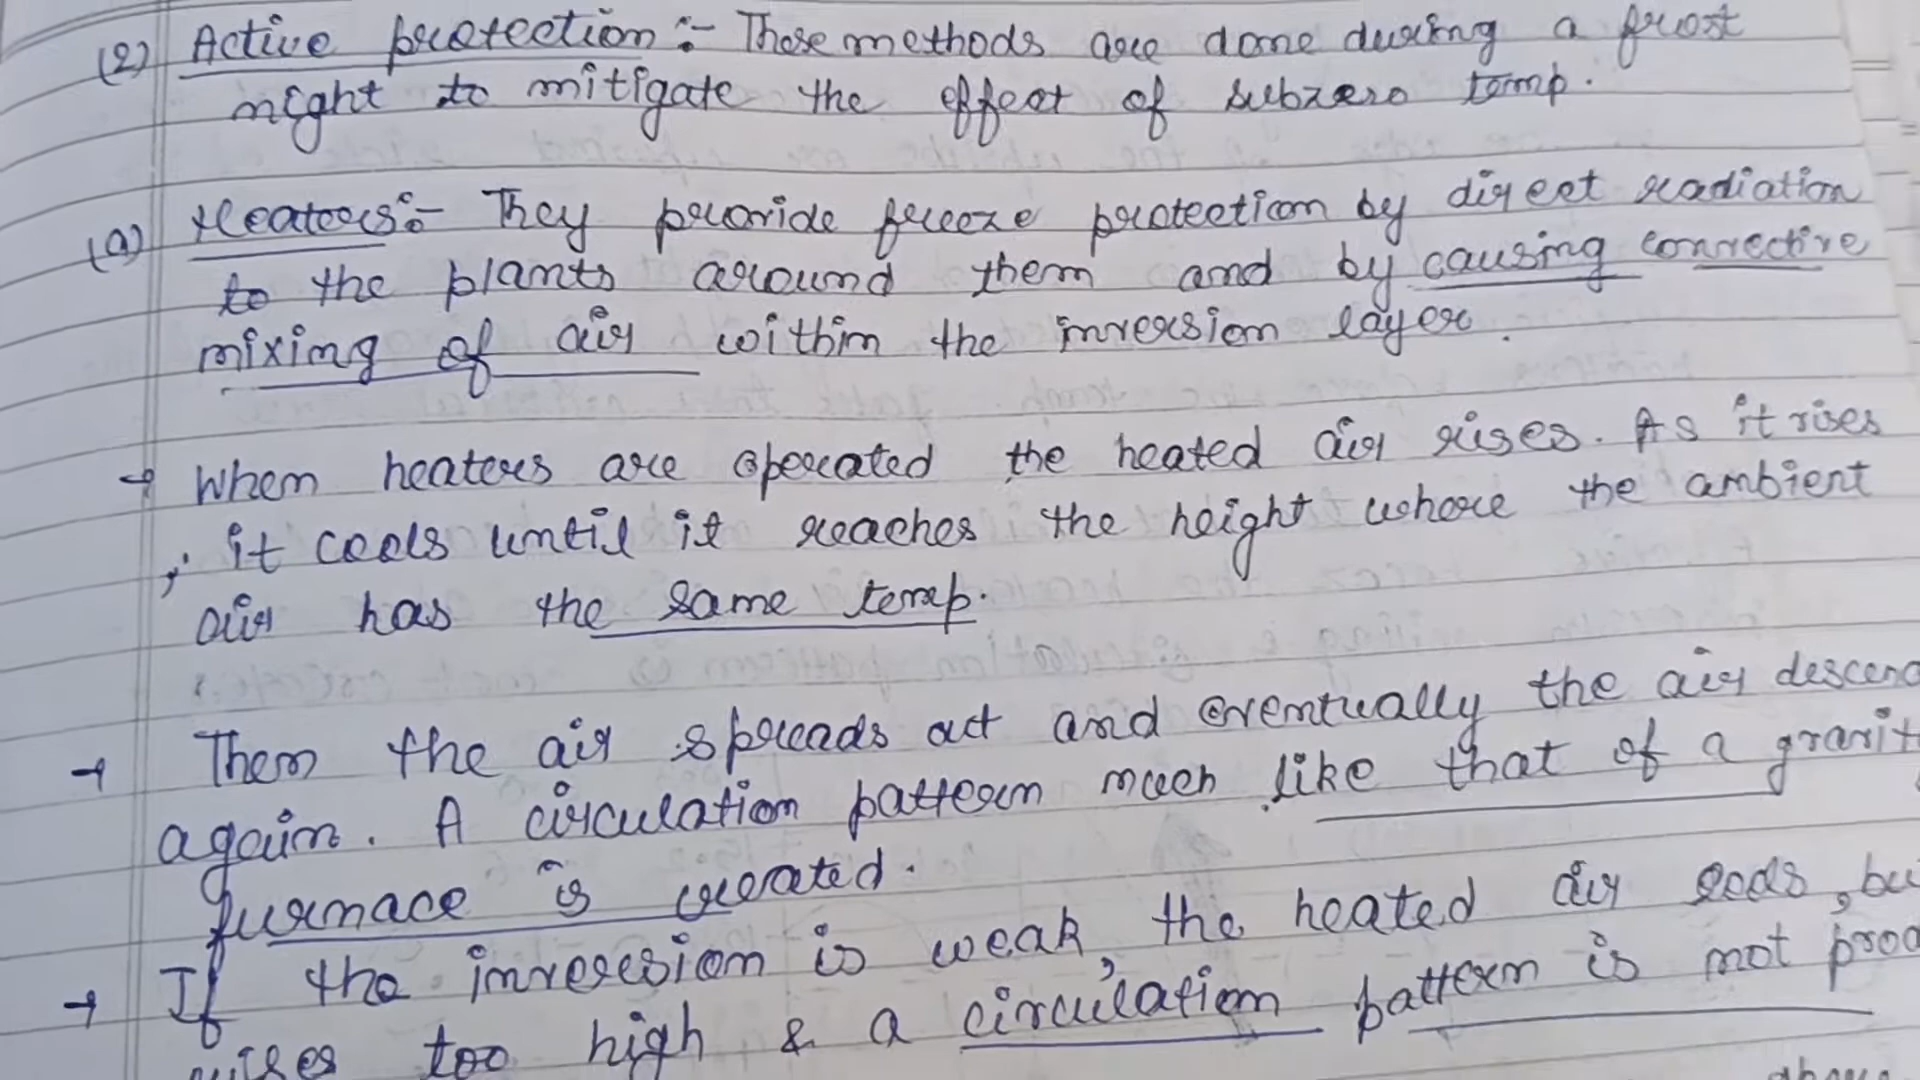 (2) Active protection :- These methods are done during a frost
night to mitigate the effect of subzero temp.
(a) Heaters :- They provide freeze protection by direct radiation
to the plants around them and by causing convective
mixing of air within the inversion layer.
→ When heaters are operated the heated air rises. As it rises
it cools until it reaches the height where the ambient
air has the same temp.
→ Then the air spreads out and eventually the air descend
again. A circulation pattern much like that of a gravit
furnace is created.
→ If the inversion is weak, the heated air cools, bu
rises too high & a circulation pattern is not prod
above